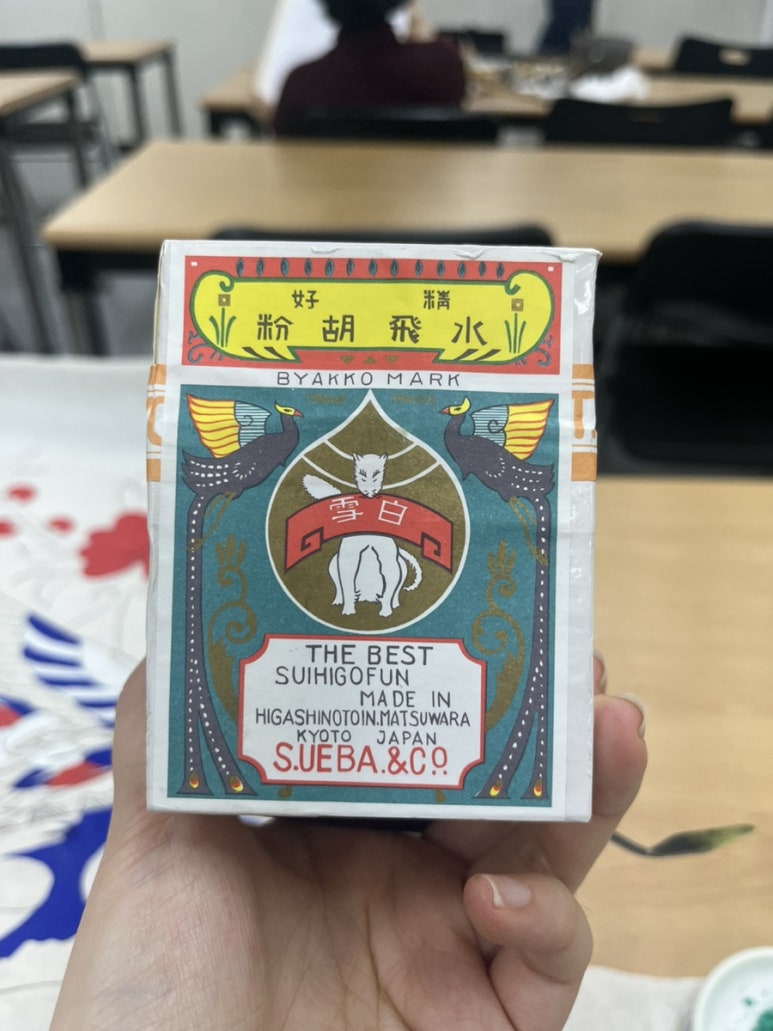 好 精
粉 胡 飛 水
BYAKKO MARK
雪 白
THE BEST
SUIHIGOFUN
MADE IN
HIGASHINOTOIN.MATSUWARA
KYOTO JAPAN
S.UEBA.&Co.